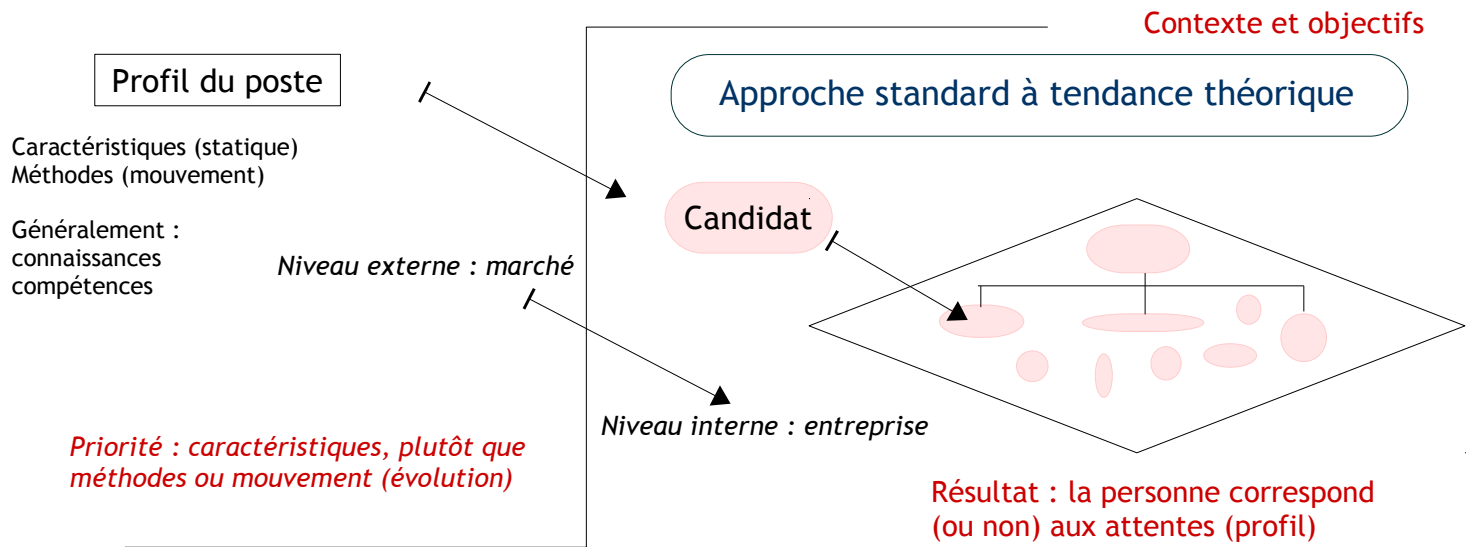 Contexte et objectifs
Profil du poste
Approche standard à tendance théorique
Caractéristiques (statique)
Méthodes (mouvement)
Généralement :
connaissances
compétences
Candidat
Niveau externe : marché
Niveau interne : entreprise
Priorité : caractéristiques, plutôt que
méthodes ou mouvement (évolution)
Résultat : la personne correspond
(ou non) aux attentes (profil)